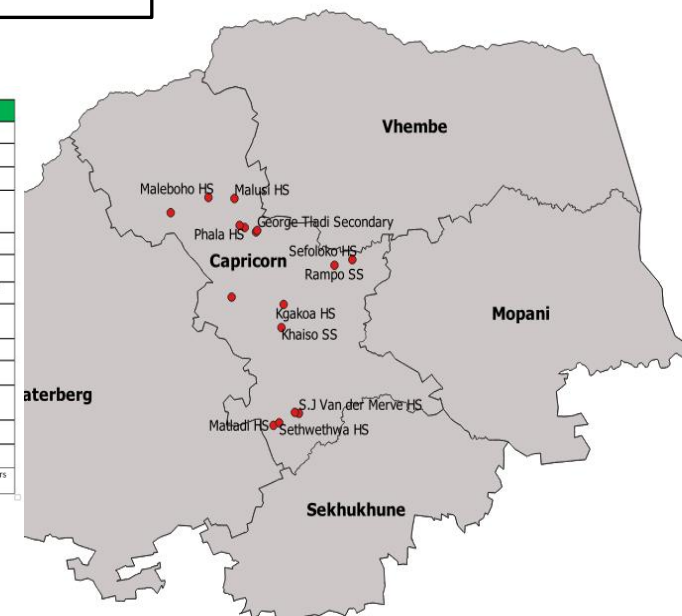 Vhembe
Maleboho HS
Malusi HS
George Tladi Secondary
Phala HS
Sefoloko HS
Capricorn
Rampo SS
Kgakoa HS
Mopani
Khaiso SS
aterberg
S.J Van der Merve HS
Matladi HS
Sethwethwa HS
rs
Sekhukhune